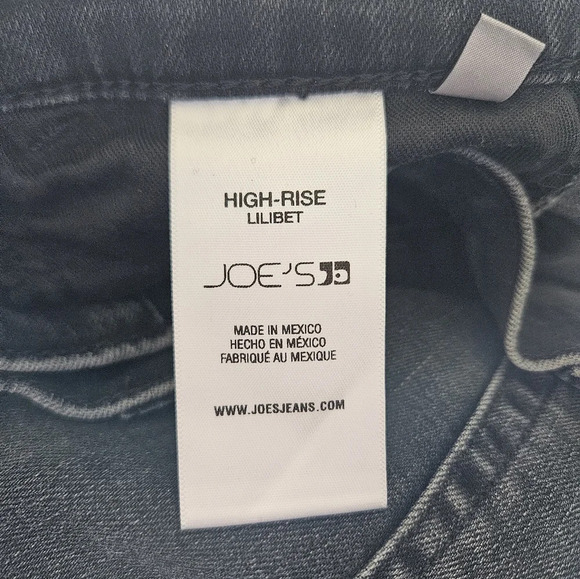 HIGH-RISE
LILIBET
JOE'S
MADE IN MEXICO
HECHO EN MÉXICO
FABRIQUÉ AU MEXIQUE
WWW.JOESJEANS.COM